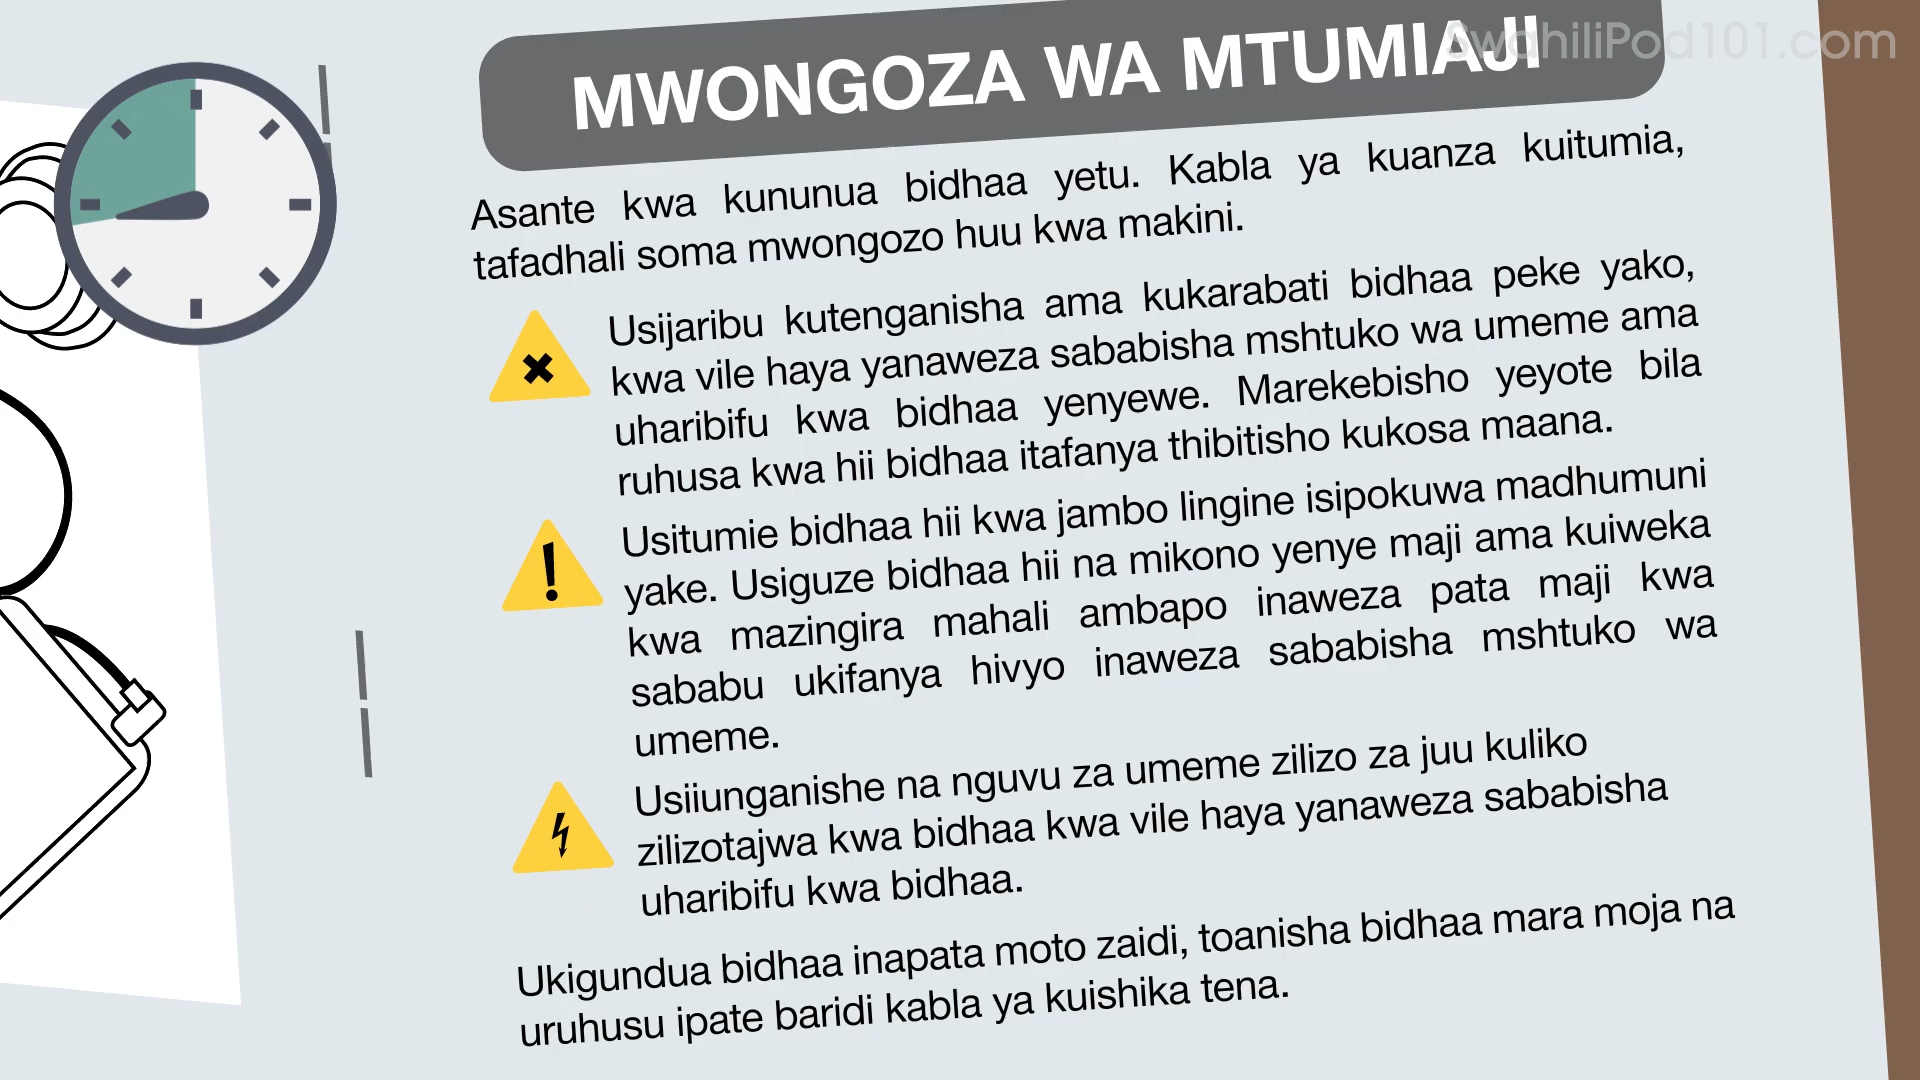 SwahiliPod101.com
MWONGOZA WA MTUMIAJI
Asante kwa kununua bidhaa yetu. Kabla ya kuanza kuitumia,
tafadhali soma mwongozo huu kwa makini.
Usijaribu kutenganisha ama kukarabati bidhaa peke yako,
kwa vile haya yanaweza sababisha mshtuko wa umeme ama
uharibifu kwa bidhaa yenyewe. Marekebisho yeyote bila
ruhusa kwa hii bidhaa itafanya thibitisho kukosa maana.
Usitumie bidhaa hii kwa jambo lingine isipokuwa madhumuni
yake. Usiguze bidhaa hii na mikono yenye maji ama kuiweka
kwa mazingira mahali ambapo inaweza pata maji kwa
sababu ukifanya hivyo inaweza sababisha mshtuko wa
umeme.
Usiiunganishe na nguvu za umeme zilizo za juu kuliko
zilizotajwa kwa bidhaa kwa vile haya yanaweza sababisha
uharibifu kwa bidhaa.
Ukigundua bidhaa inapata moto zaidi, toanisha bidhaa mara moja na
uruhusu ipate baridi kabla ya kuishika tena.